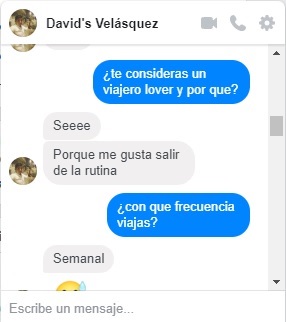 David's Velásquez
¿te consideras un
viajero lover y por que?
Seeee
Porque me gusta salir
de la rutina
¿con que frecuencia
viajas?
Semanal
Escribe un mensaje...